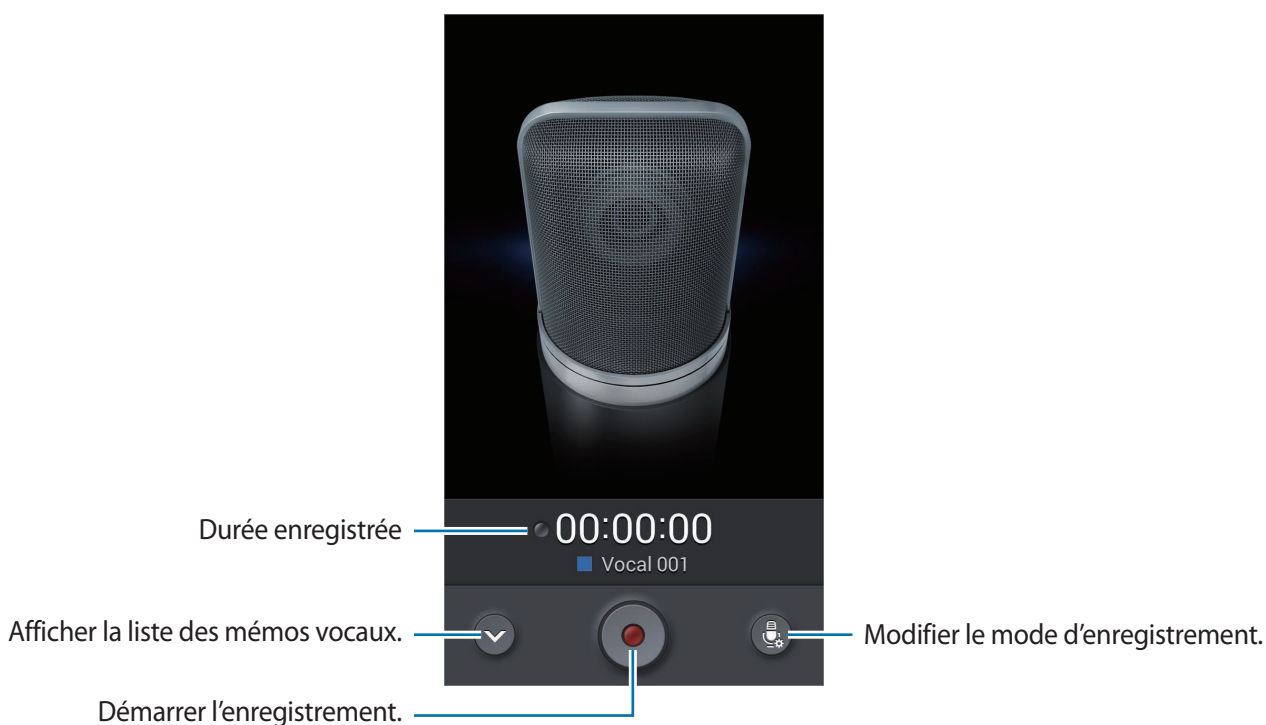 Durée enregistrée
00:00:00
Vocal 001
Afficher la liste des mémos vocaux.
Modifier le mode d’enregistrement.
Démarrer l’enregistrement.